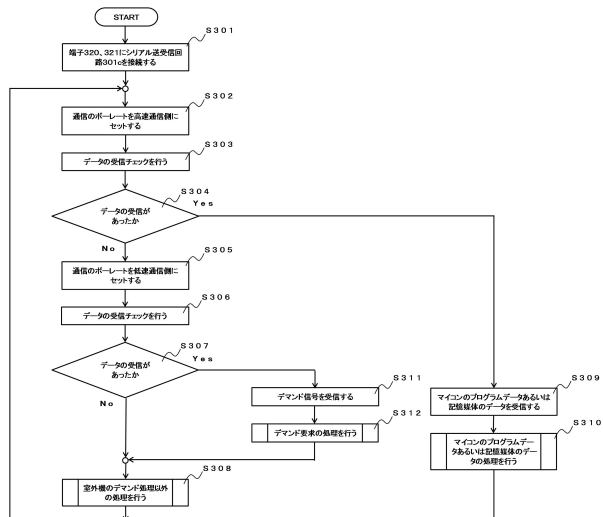 START
S301
端子320、321にシリアル送受信回
路301cを接続する
S302
通信のボーレートを高速通信側に
セットする
S303
データの受信チェックを行う
S304
データの受信が
あったか
Yes
No
S305
通信のボーレートを低速通信側に
セットする
S306
データの受信チェックを行う
S307
データの受信が
あったか
Yes
No
S311
デマンド信号を受信する
S312
デマンド要求の処理を行う
S309
マイコンのプログラムデータあるいは
記憶媒体のデータを受信する
S310
マイコンのプログラムデー
タあるいは記憶媒体のデー
タの処理を行う
S308
室外機のデマンド処理以外
の処理を行う